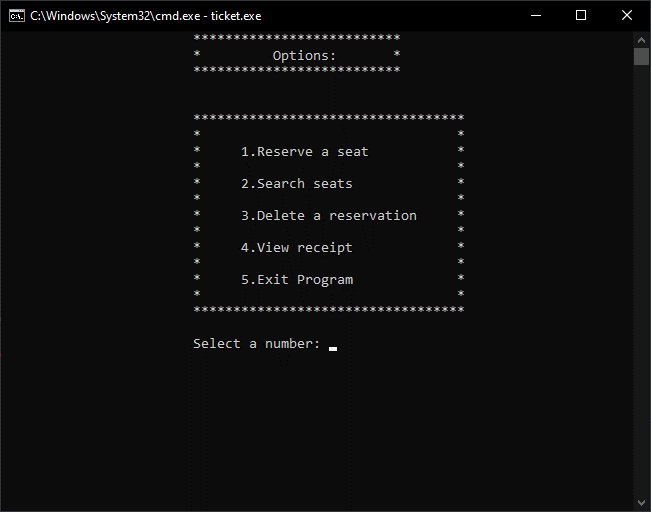 C:\Windows\System32\cmd.exe - ticket.exe
**************************
*         Options:       *
**************************
**********************************
*                                *
*     1.Reserve a seat           *
*                                *
*     2.Search seats             *
*                                *
*     3.Delete a reservation     *
*                                *
*     4.View receipt             *
*                                *
*     5.Exit Program             *
*                                *
**********************************
Select a number: